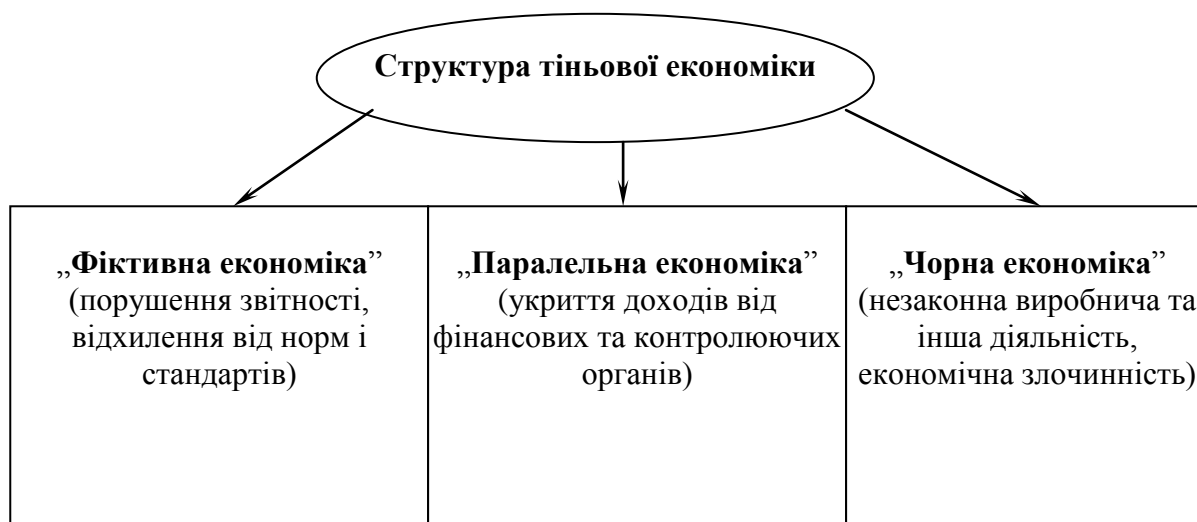 Структура тіньової економіки
„Фіктивна економіка”
(порушення звітності,
відхилення від норм і
стандартів)
„Паралельна економіка”
(укриття доходів від
фінансових та контролюючих
органів)
„Чорна економіка”
(незаконна виробнича та
інша діяльність,
економічна злочинність)